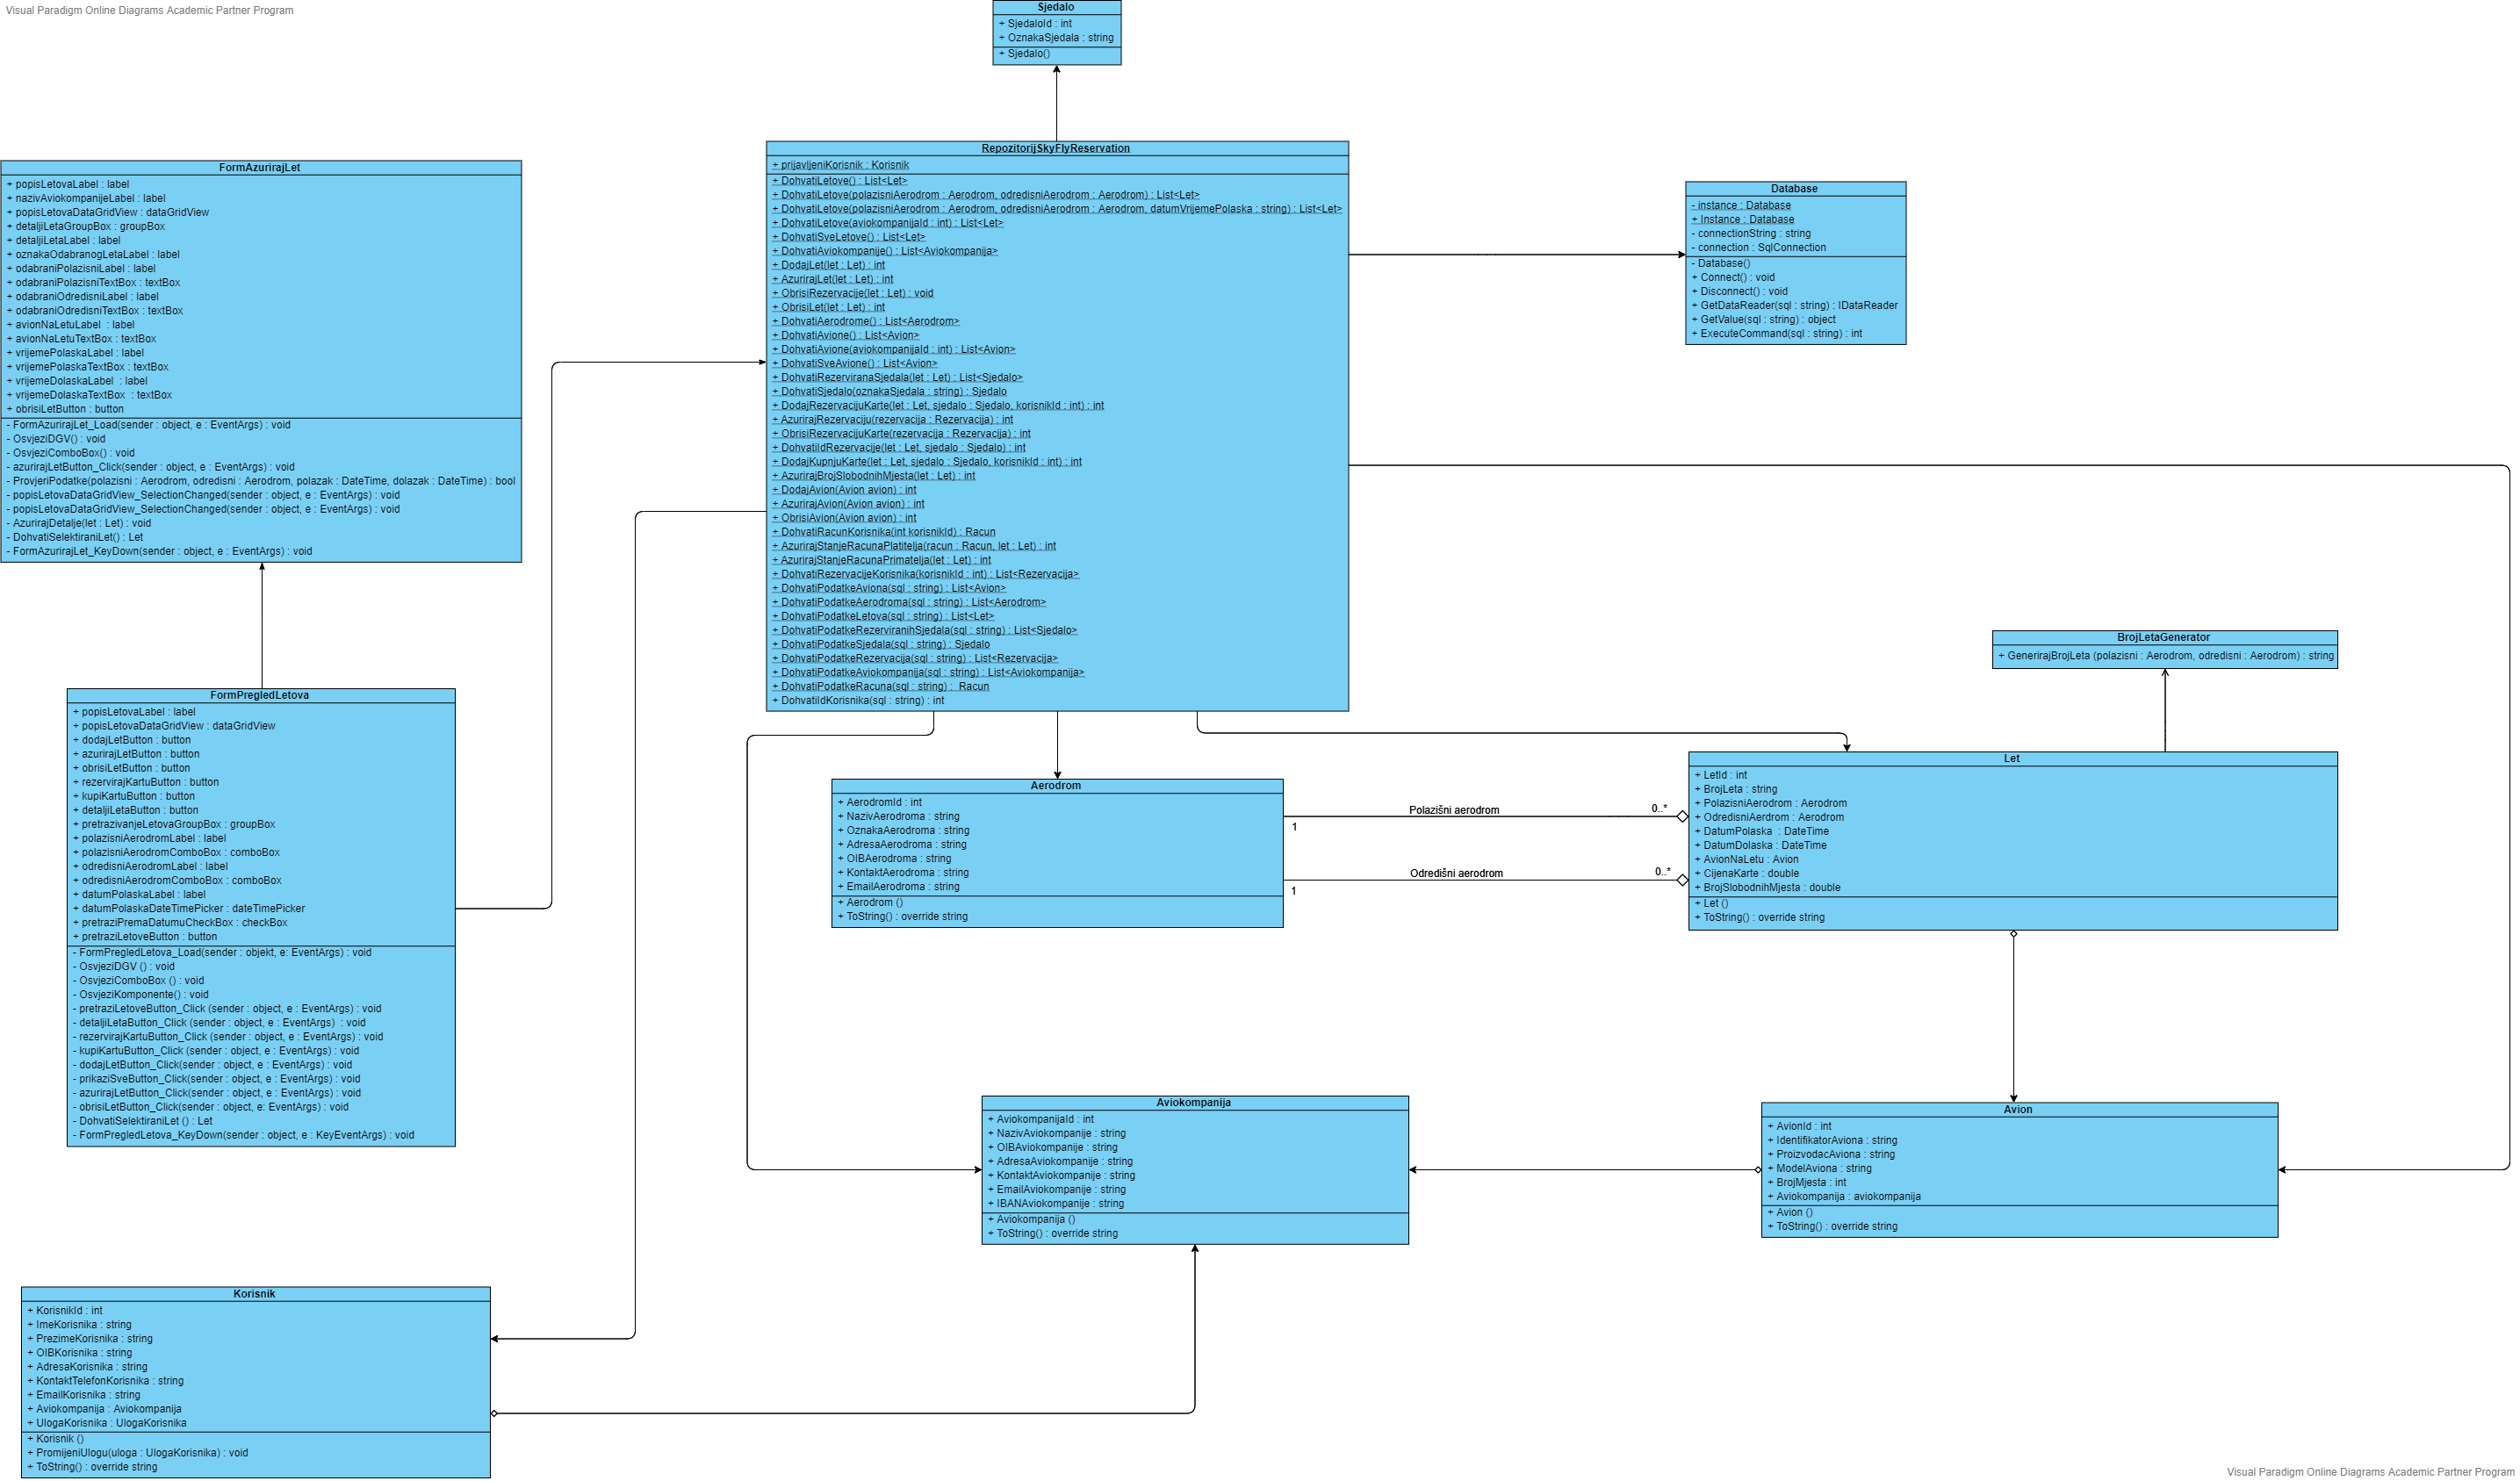 Visual Paradigm Online Diagrams Academic Partner Program
Sjedalo
+ SjedaloId : int
+ OznakaSjedala : string
+ Sjedalo()
RepozitorijSkyFlyReservation
+ prijavljeniKorisnik : Korisnik
+ DohvatiLetove() : List<Let>
+ DohvatiLetove(polazisniAerodrom : Aerodrom, odredisniAerodrom : Aerodrom) : List<Let>
+ DohvatiLetove(polazisniAerodrom : Aerodrom, odredisniAerodrom : Aerodrom, datumVrijemePolaska : string) : List<Let>
+ DohvatiLetove(aviokompanijaId : int) : List<Let>
+ DohvatiSveLetove() : List<Let>
+ DohvatiAviokompanije() : List<Aviokompanija>
+ DodajLet(let : Let) : int
+ AzurirajLet(let : Let) : int
+ ObrisiRezervacije(let : Let) : void
+ ObrisiLet(let : Let) : int
+ DohvatiAerodrome() : List<Aerodrom>
+ DohvatiAvione() : List<Avion>
+ DohvatiAvione(aviokompanijaId : int) : List<Avion>
+ DohvatiSveAvione() : List<Avion>
+ DohvatiRezerviranaSjedala(let : Let) : List<Sjedalo>
+ DohvatiSjedalo(oznakaSjedala : string) : Sjedalo
+ DodajRezervacijuKarte(let : Let, sjedalo : Sjedalo, korisnikId : int) : int
+ AzurirajRezervaciju(rezervacija : Rezervacija) : int
+ ObrisiRezervacijuKarte(rezervacija : Rezervacija) : int
+ DohvatiIdRezervacije(let : Let, sjedalo : Sjedalo) : int
+ DodajKupnjuKarte(let : Let, sjedalo : Sjedalo, korisnikId : int) : int
+ AzurirajBrojSlobodnihMjesta(let : Let) : int
+ DodajAvion(Avion avion) : int
+ AzurirajAvion(Avion avion) : int
+ ObrisiAvion(Avion avion) : int
+ DohvatiRacunKorisnika(int korisnikId) : Racun
+ AzurirajStanjeRacunaPlatitelja(racun : Racun, let : Let) : int
+ AzurirajStanjeRacunaPrimatelja(let : Let) : int
+ DohvatiRezervacijeKorisnika(korisnikId : int) : List<Rezervacija>
+ DohvatiPodatkeAviona(sql : string) : List<Avion>
+ DohvatiPodatkeAerodroma(sql : string) : List<Aerodrom>
+ DohvatiPodatkeLetova(sql : string) : List<Let>
+ DohvatiPodatkeRezerviranihSjedala(sql : string) : List<Sjedalo>
+ DohvatiPodatkeSjedala(sql : string) : Sjedalo
+ DohvatiPodatkeRezervacija(sql : string) : List<Rezervacija>
+ DohvatiPodatkeAviokompanija(sql : string) : List<Aviokompanija>
+ DohvatiPodatkeRacuna(sql : string) :  Racun
+ DohvatiIdKorisnika(sql : string) : int
FormAzurirajLet
+ popisLetovaLabel : label
+ nazivAviokompanijeLabel : label
+ popisLetovaDataGridView : dataGridView
+ detaljiLetaGroupBox : groupBox
+ detaljiLetaLabel : label
+ oznakaOdabranogLetaLabel : label
+ odabraniPolazisniLabel : label
+ odabraniPolazisniTextBox : textBox
+ odabraniOdredisniLabel : label
+ odabraniOdredisniTextBox : textBox
+ avionNaLetuLabel  : label
+ avionNaLetuTextBox : textBox
+ vrijemePolaskaLabel : label
+ vrijemePolaskaTextBox : textBox
+ vrijemeDolaskaLabel  : label
+ vrijemeDolaskaTextBox  : textBox
+ obrisiLetButton : button
- FormAzurirajLet_Load(sender : object, e : EventArgs) : void
- OsvjeziDGV() : void
- OsvjeziComboBox() : void
- azurirajLetButton_Click(sender : object, e : EventArgs) : void
- ProvjeriPodatke(polazisni : Aerodrom, odredisni : Aerodrom, polazak : DateTime, dolazak : DateTime) : bool
- popisLetovaDataGridView_SelectionChanged(sender : object, e : EventArgs) : void
- popisLetovaDataGridView_SelectionChanged(sender : object, e : EventArgs) : void
- AzurirajDetalje(let : Let) : void
- DohvatiSelektiraniLet() : Let
- FormAzurirajLet_KeyDown(sender : object, e : EventArgs) : void
Database
- instance : Database
+ Instance : Database
- connectionString : string
- connection : SqlConnection
- Database()
+ Connect() : void
+ Disconnect() : void
+ GetDataReader(sql : string) : IDataReader
+ GetValue(sql : string) : object
+ ExecuteCommand(sql : string) : int
BrojLetaGenerator
+ GenerirajBrojLeta (polazisni : Aerodrom, odredisni : Aerodrom) : string
FormPregledLetova
+ popisLetovaLabel : label
+ popisLetovaDataGridView : dataGridView
+ dodajLetButton : button
+ azurirajLetButton : button
+ obrisiLetButton : button
+ rezervirajKartuButton : button
+ kupiKartuButton : button
+ detaljiLetaButton : button
+ pretrazivanjeLetovaGroupBox : groupBox
+ polazisniAerodromLabel : label
+ polazisniAerodromComboBox : comboBox
+ odredisniAerodromLabel : label
+ odredisniAerodromComboBox : comboBox
+ datumPolaskaLabel : label
+ datumPolaskaDateTimePicker : dateTimePicker
+ pretraziPremaDatumuCheckBox : checkBox
+ pretraziLetoveButton : button
- FormPregledLetova_Load(sender : objekt, e: EventArgs) : void
- OsvjeziDGV () : void
- OsvjeziComboBox () : void
- OsvjeziKomponente() : void
- pretraziLetoveButton_Click (sender : object, e : EventArgs) : void
- detaljiLetaButton_Click (sender : object, e : EventArgs)  : void
- rezervirajKartuButton_Click (sender : object, e : EventArgs) : void
- kupiKartuButton_Click (sender : object, e : EventArgs) : void
- dodajLetButton_Click(sender : object, e : EventArgs) : void
- prikaziSveButton_Click(sender : object, e : EventArgs) : void
- azurirajLetButton_Click(sender : object, e : EventArgs) : void
- obrisiLetButton_Click(sender : object, e: EventArgs) : void
- DohvatiSelektiraniLet () : Let
- FormPregledLetova_KeyDown(sender : object, e : KeyEventArgs) : void
Aerodrom
+ AerodromId : int
+ NazivAerodroma : string
+ OznakaAerodroma : string
+ AdresaAerodroma : string
+ OIBAerodroma : string
+ KontaktAerodroma : string
+ EmailAerodroma : string
+ Aerodrom ()
+ ToString() : override string
Polazišni aerodrom
0..*
1
Odredišni aerodrom
0..*
1
Let
+ LetId : int
+ BrojLeta : string
+ PolazisniAerodrom : Aerodrom
+ OdredisniAerdrom : Aerodrom
+ DatumPolaska  : DateTime
+ DatumDolaska : DateTime
+ AvionNaLetu : Avion
+ CijenaKarte : double
+ BrojSlobodnihMjesta : double
+ Let ()
+ ToString() : override string
Aviokompanija
+ AviokompanijaId : int
+ NazivAviokompanije : string
+ OIBAviokompanije : string
+ AdresaAviokompanije : string
+ KontaktAviokompanije : string
+ EmailAviokompanije : string
+ IBANAviokompanije : string
+ Aviokompanija ()
+ ToString() : override string
Avion
+ AvionId : int
+ IdentifikatorAviona : string
+ ProizvodacAviona : string
+ ModelAviona : string
+ BrojMjesta : int
+ Aviokompanija : aviokompanija
+ Avion ()
+ ToString() : override string
Korisnik
+ KorisnikId : int
+ ImeKorisnika : string
+ PrezimeKorisnika : string
+ OIBKorisnika : string
+ AdresaKorisnika : string
+ KontaktTelefonKorisnika : string
+ EmailKorisnika : string
+ Aviokompanija : Aviokompanija
+ UlogaKorisnika : UlogaKorisnika
+ Korisnik ()
+ PromijeniUlogu(uloga : UlogaKorisnika) : void
+ ToString() : override string
Visual Paradigm Online Diagrams Academic Partner Program